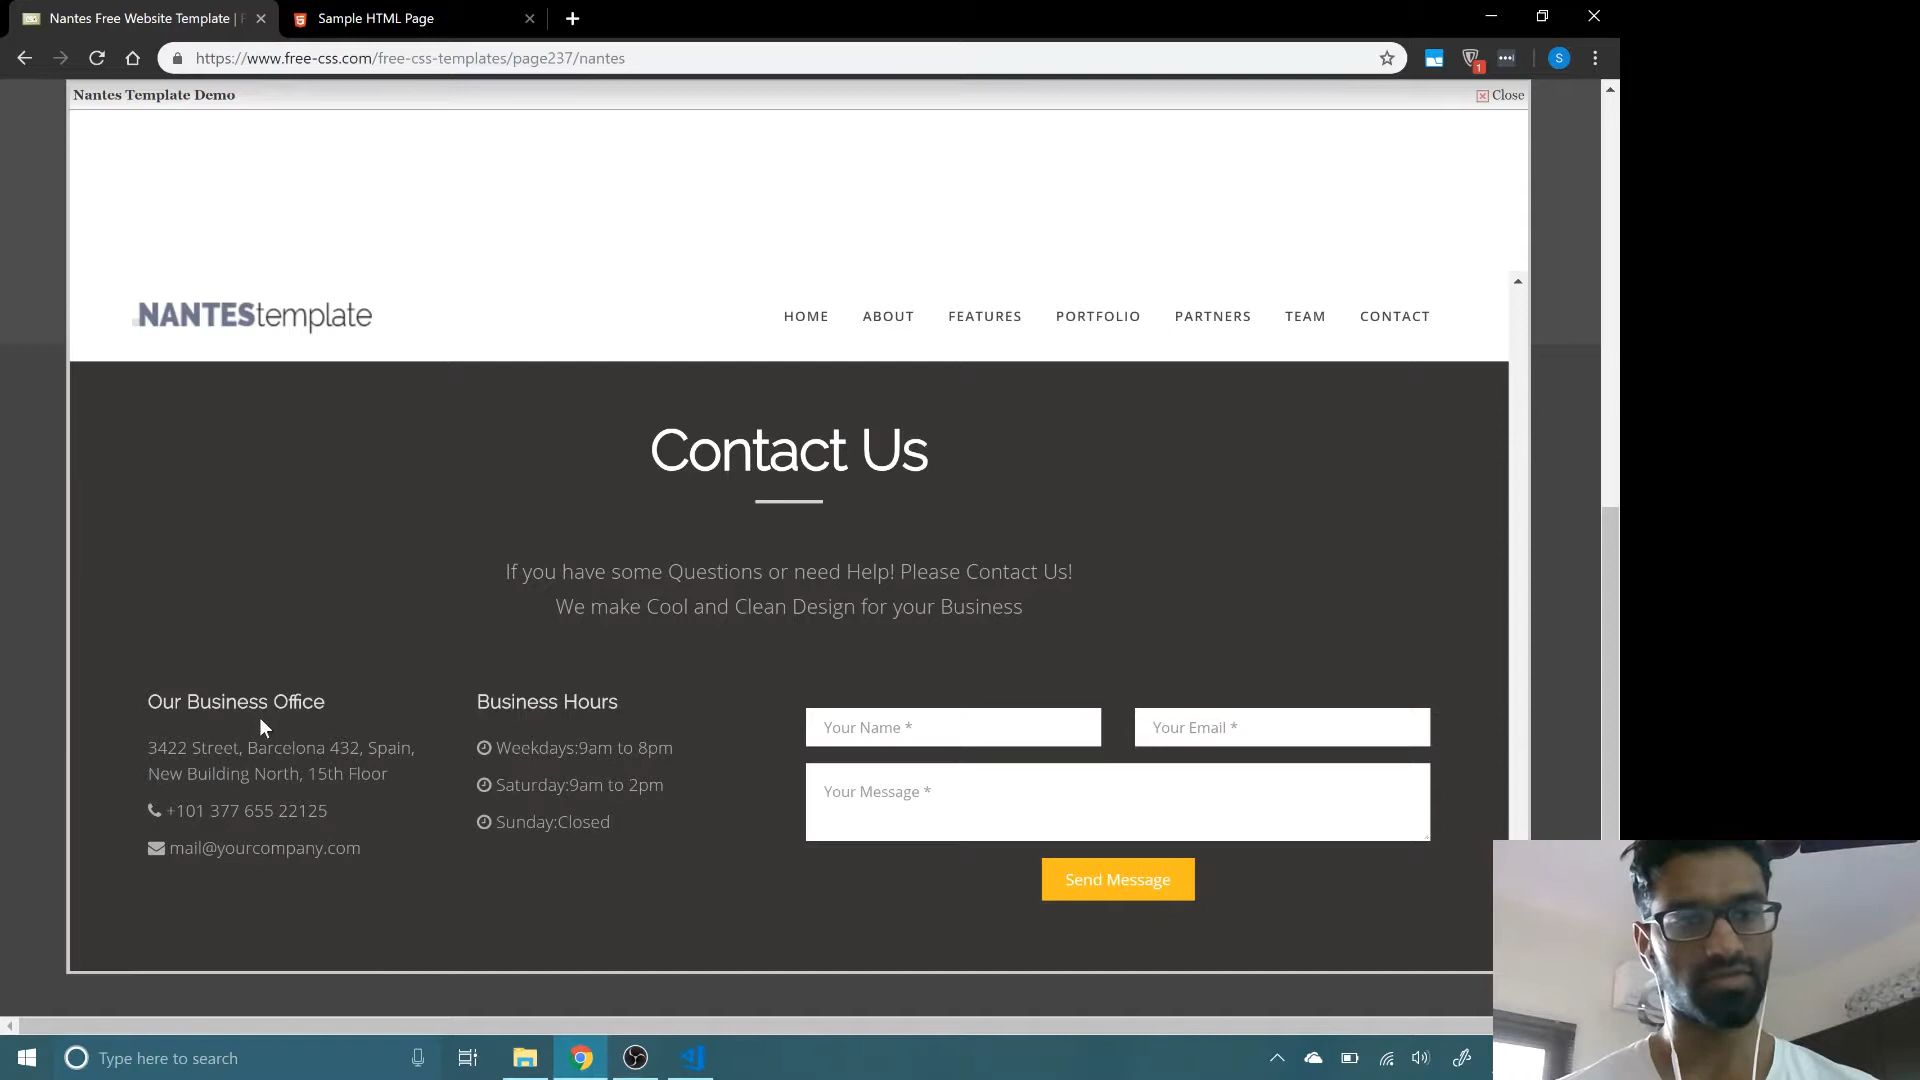 Nantes Free Website Template |
Sample HTML Page
https://www.free-css.com/free-css-templates/page237/nantes
1
S
Nantes Template Demo
Close
NANTEStemplate
HOME ABOUT FEATURES PORTFOLIO PARTNERS TEAM CONTACT
Contact Us
If you have some Questions or need Help! Please Contact Us!
We make Cool and Clean Design for your Business
Our Business Office
3422 Street, Barcelona 432, Spain,
New Building North, 15th Floor
+101 377 655 22125
mail@yourcompany.com
Business Hours
Weekdays:9am to 8pm
Saturday:9am to 2pm
Sunday:Closed
Your Name *
Your Email *
Your Message *
Send Message
Type here to search